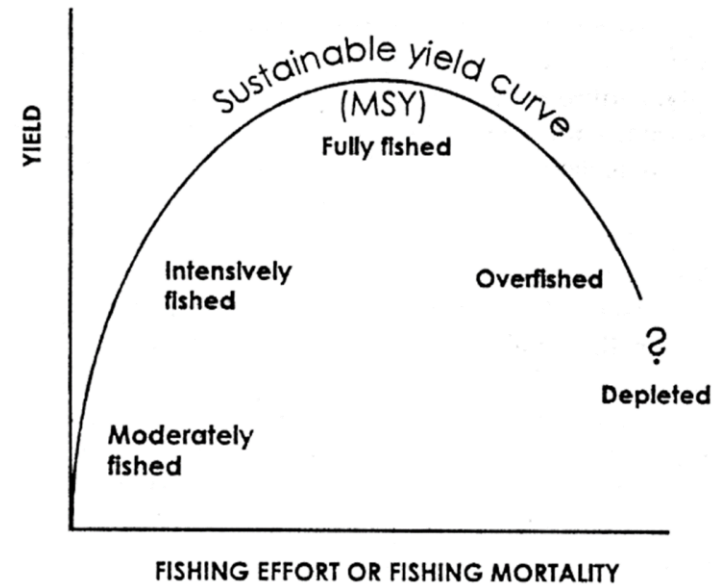 Sustainable yield curve
(MSY)
Fully fished
YIELD
Intensively
fished
Overfished
?
Depleted
Moderately
fished
FISHING EFFORT OR FISHING MORTALITY